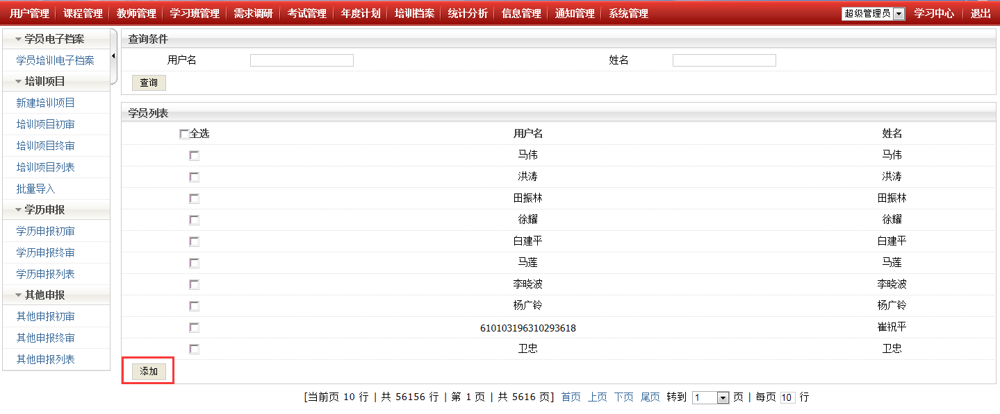 用户管理 课程管理 教师管理 学习班管理 需求调研 考试管理 年度计划 培训档案 统计分析 信息管理 通知管理 系统管理 超级管理员 学习中心 退出
学员电子档案
学员培训电子档案
培训项目
新建培训项目
培训项目初审
培训项目终审
培训项目列表
批量导入
学历申报
学历申报初审
学历申报终审
学历申报列表
其他申报
其他申报初审
其他申报终审
其他申报列表
查询条件
用户名 姓名
查询
学员列表
全选 用户名 姓名
马伟 马伟
洪涛 洪涛
田振林 田振林
徐耀 徐耀
白建平 白建平
马莲 马莲
李晓波 李晓波
杨广铃 杨广铃
610103196310293618 崔祝平
卫忠 卫忠
添加
[当前页 10 行 | 共 56156 行 | 第 1 页 | 共 5616 页] 首页 上页 下页 尾页 转到 1 页 | 每页 10 行